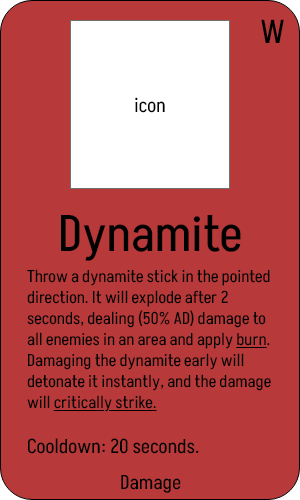 W
icon
Dynamite
Throw a dynamite stick in the pointed
direction. It will explode after 2
seconds, dealing (50% AD) damage to
all enemies in an area and apply burn.
Damaging the dynamite early will
detonate it instantly, and the damage
will critically strike.
Cooldown: 20 seconds.
Damage